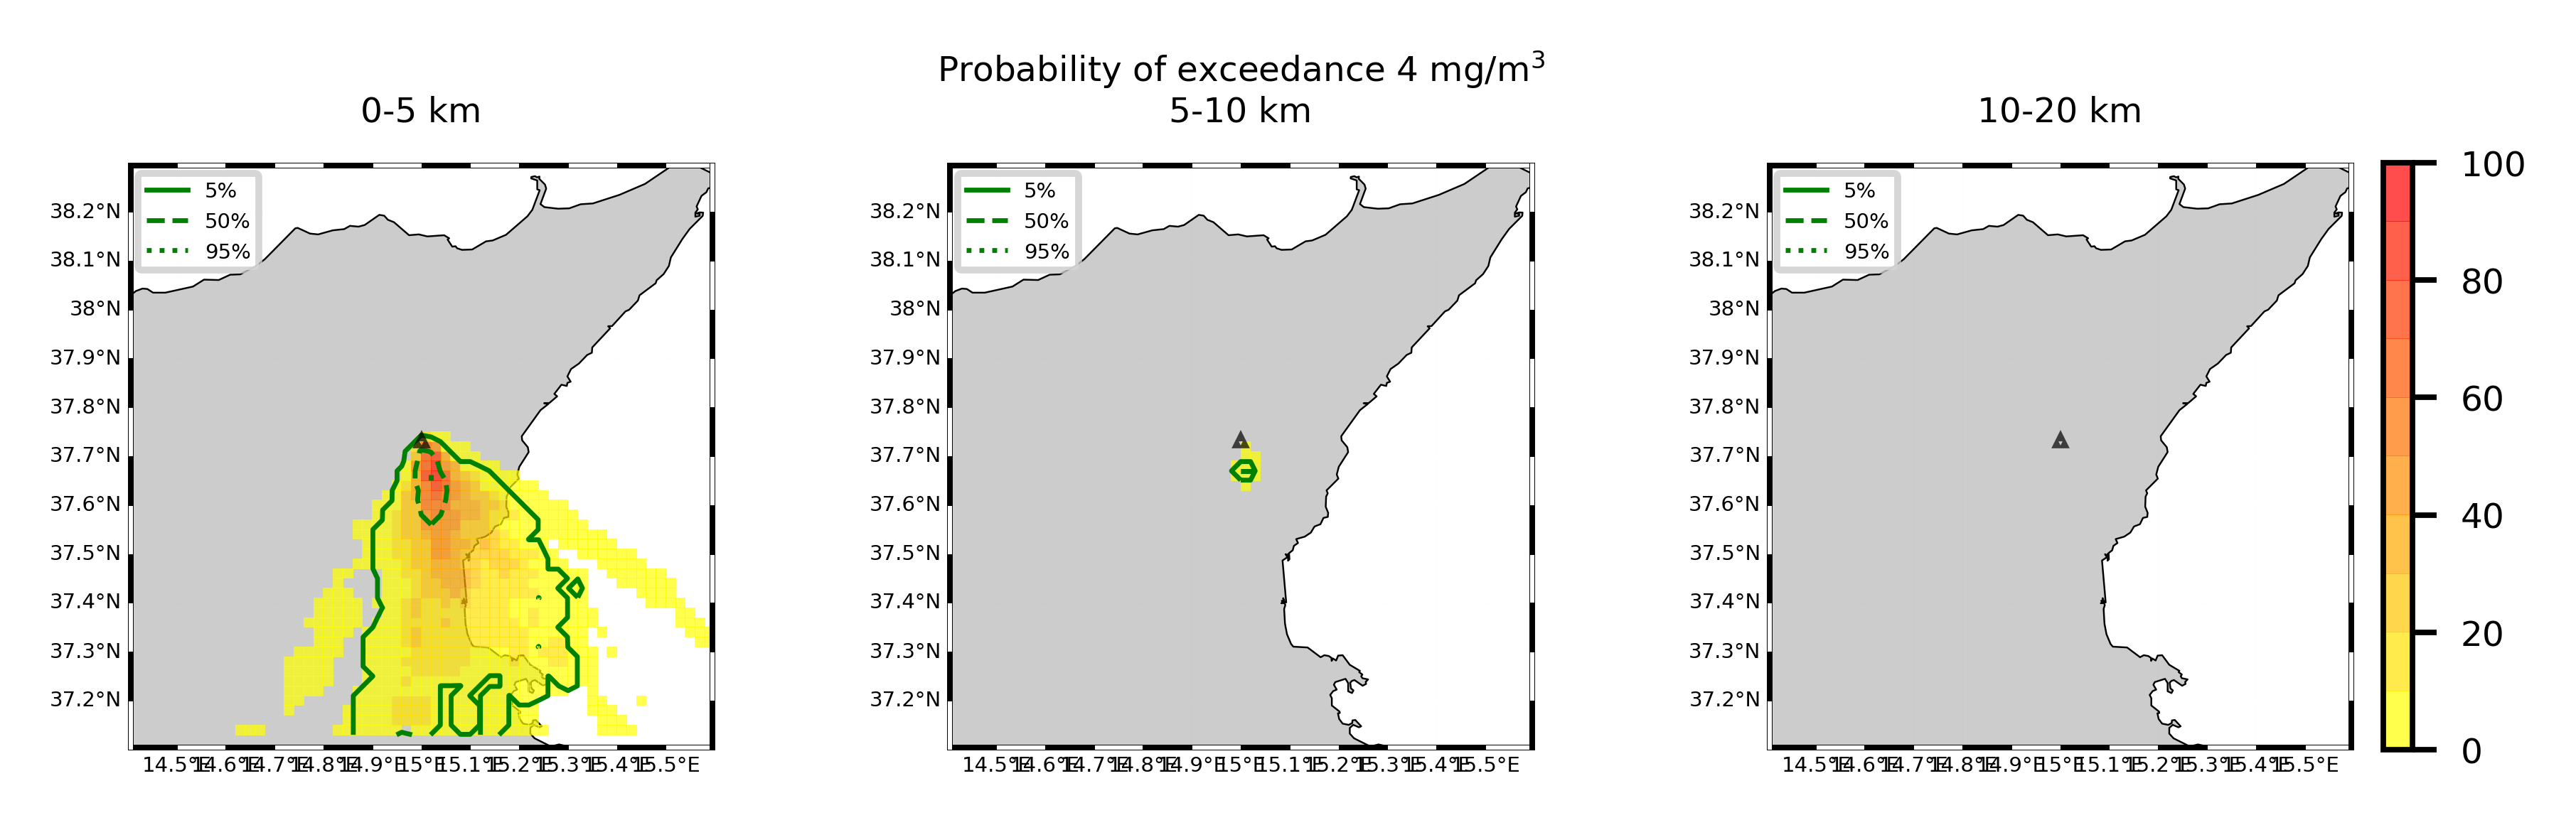 Probability of exceedance 4 mg/m³
0-5 km
5-10 km
10-20 km
5%
50%
95%
38.2°N
38.1°N
38°N
37.9°N
37.8°N
37.7°N
37.6°N
37.5°N
37.4°N
37.3°N
37.2°N
14.5°E 14.6°E 14.7°E 14.8°E 14.9°E 15°E 15.1°E 15.2°E 15.3°E 15.4°E 15.5°E
5%
50%
95%
38.2°N
38.1°N
38°N
37.9°N
37.8°N
37.7°N
37.6°N
37.5°N
37.4°N
37.3°N
37.2°N
14.5°E 14.6°E 14.7°E 14.8°E 14.9°E 15°E 15.1°E 15.2°E 15.3°E 15.4°E 15.5°E
5%
50%
95%
38.2°N
38.1°N
38°N
37.9°N
37.8°N
37.7°N
37.6°N
37.5°N
37.4°N
37.3°N
37.2°N
14.5°E 14.6°E 14.7°E 14.8°E 14.9°E 15°E 15.1°E 15.2°E 15.3°E 15.4°E 15.5°E
100
80
60
40
20
0